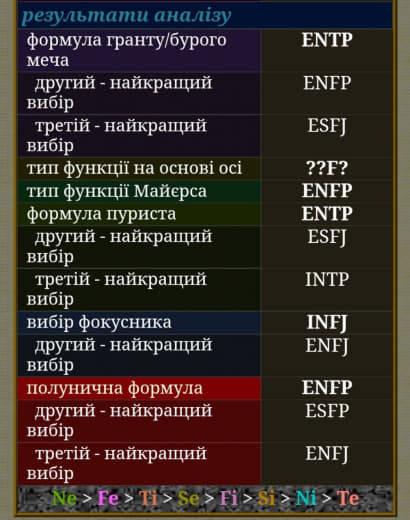 результати аналізу
формула гранту/бурого ENTP
меча
другий - найкращий ENFP
вибір
третій - найкращий ESFJ
вибір
тип функції на основі осі ??F?
тип функції Майєрса ENFP
формула пуриста ENTP
другий - найкращий ESFJ
вибір
третій - найкращий INTP
вибір
вибір фокусника INFJ
другий - найкращий ENFJ
вибір
полунична формула ENFP
другий - найкращий ESFP
вибір
третій - найкращий ENFJ
вибір
Ne > Fe > Ti > Se > Fi > Si > Ni > Te